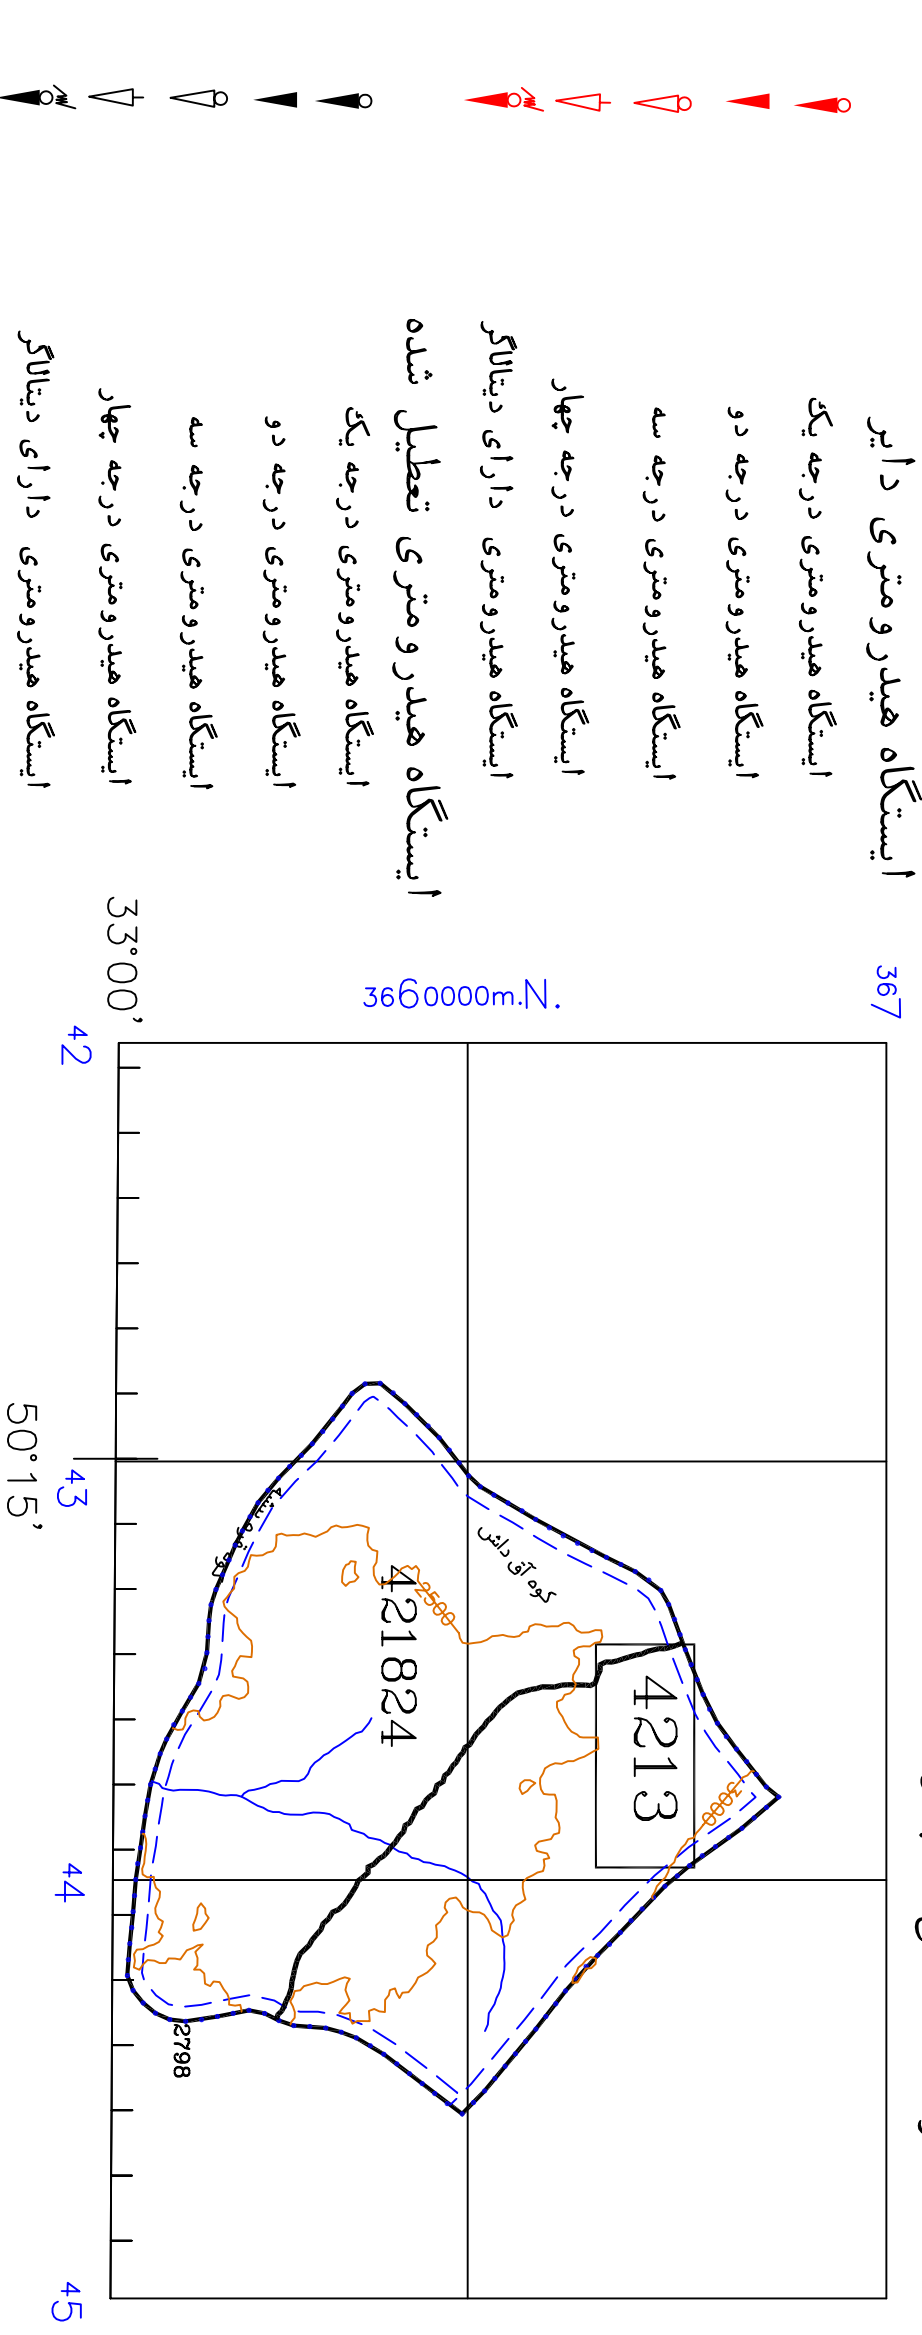 ایستگاه هیدرومتری دایر
ایستگاه هیدرومتری درجه یک
ایستگاه هیدرومتری درجه دو
ایستگاه هیدرومتری درجه سه
ایستگاه هیدرومتری درجه چهار
ایستگاه هیدرومتری دارای دیتالاگر
ایستگاه هیدرومتری تعطیل شده
ایستگاه هیدرومتری درجه یک
ایستگاه هیدرومتری درجه دو
ایستگاه هیدرومتری درجه سه
ایستگاه هیدرومتری درجه چهار
ایستگاه هیدرومتری دارای دیتالاگر
367
3660000m.N.
33°00'
42
43
44
45
50°15'
4213
3000
کوه آق داش
2500
421824
2798